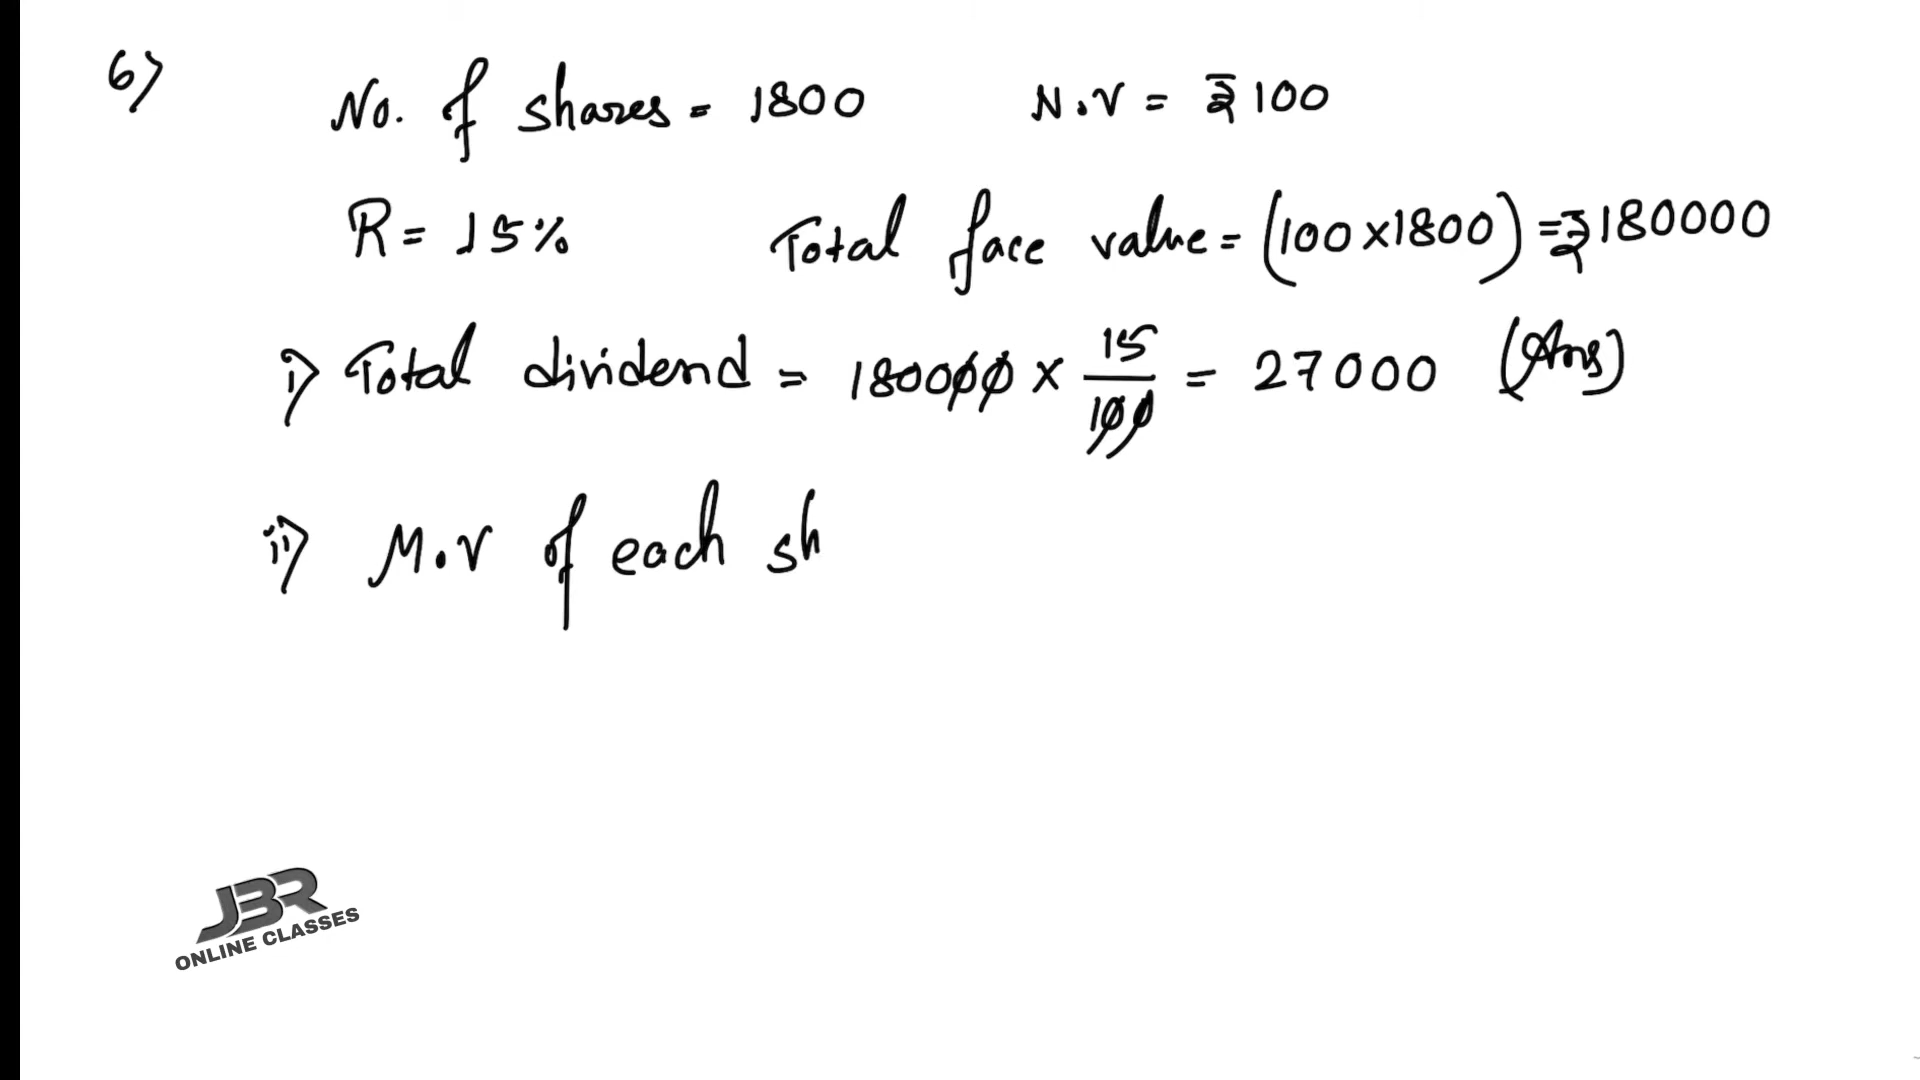 6)
No. of shares = 1800 N.V = ₹100
R = 15% Total face value = (100 x 1800) = ₹180000
i) Total dividend = 180000 x 15/100 = 27000 (Ans)
ii) M.V of each sh
JBR
ONLINE CLASSES